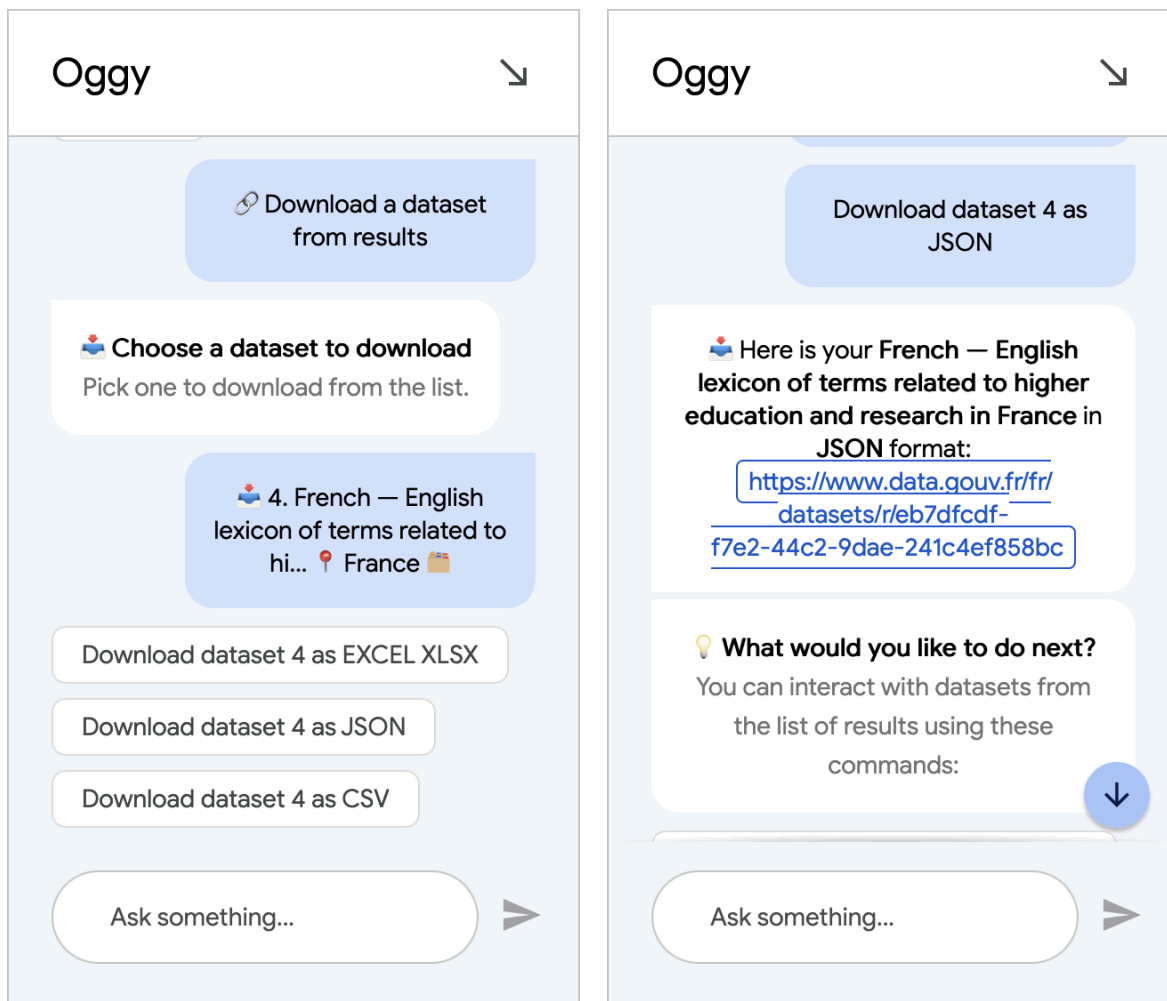 Oggy
🔗 Download a dataset
from results
📥 Choose a dataset to download
Pick one to download from the list.
📥 4. French — English
lexicon of terms related to
hi... 📍 France 🗂️
Download dataset 4 as EXCEL XLSX
Download dataset 4 as JSON
Download dataset 4 as CSV
Ask something...
Oggy
Download dataset 4 as
JSON
📥 Here is your French — English
lexicon of terms related to higher
education and research in France in
JSON format:
https://www.data.gouv.fr/fr/
datasets/r/eb7dfcdf-
f7e2-44c2-9dae-241c4ef858bc
💡 What would you like to do next?
You can interact with datasets from
the list of results using these
commands:
Ask something...